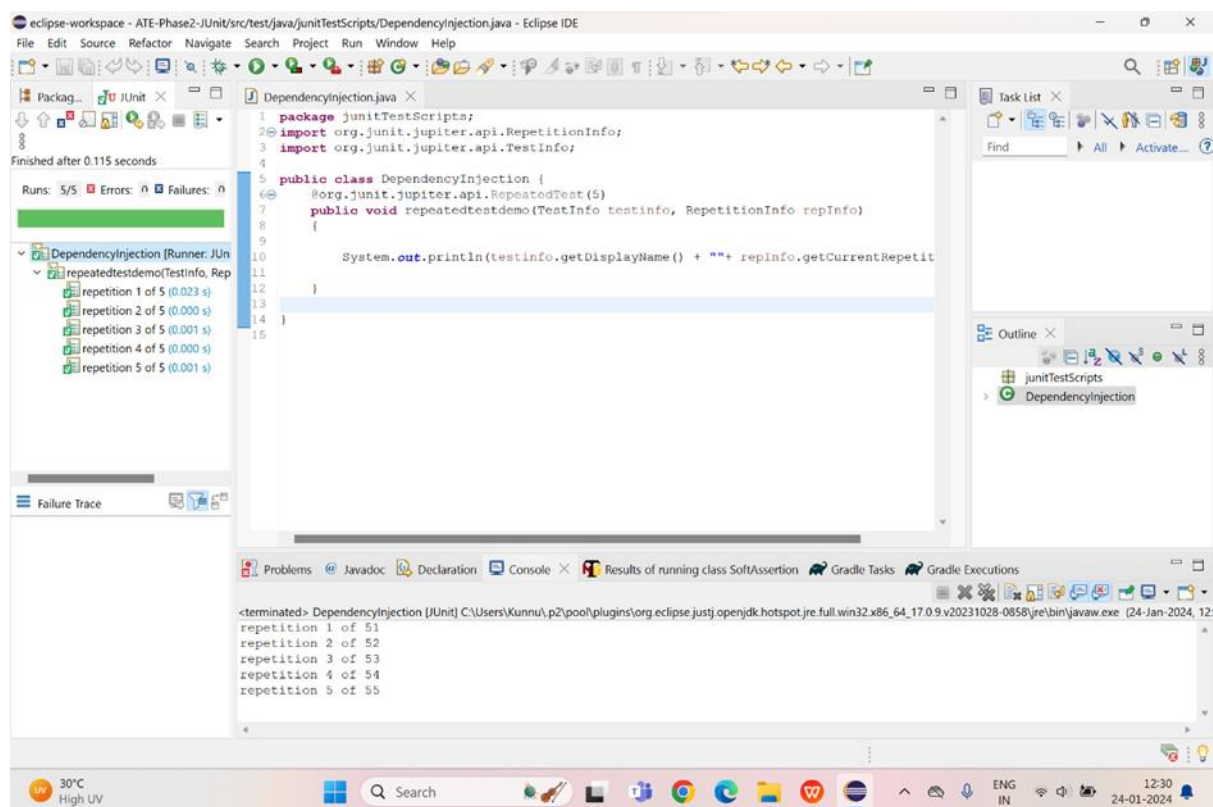 eclipse-workspace - ATE-Phase2-JUnit/src/test/java/junitTestScripts/DependencyInjection.java - Eclipse IDE
File Edit Source Refactor Navigate Search Project Run Window Help
Packag... JUnit
Finished after 0.115 seconds
Runs: 5/5 Errors: 0 Failures: 0
DependencyInjection [Runner: JUn
repeatedtestdemo(TestInfo, Rep
repetition 1 of 5 (0.023 s)
repetition 2 of 5 (0.000 s)
repetition 3 of 5 (0.001 s)
repetition 4 of 5 (0.000 s)
repetition 5 of 5 (0.001 s)
Failure Trace
DependencyInjection.java
1 package junitTestScripts;
2 import org.junit.jupiter.api.RepetitionInfo;
3 import org.junit.jupiter.api.TestInfo;
4
5 public class DependencyInjection {
6 @org.junit.jupiter.api.RepeatedTest(5)
7 public void repeatedtestdemo(TestInfo testinfo, RepetitionInfo repInfo)
8 {
9
10 System.out.println(testinfo.getDisplayName() + ""+ repInfo.getCurrentRepetit
11
12 }
13
14 }
15
Task List
Find All Activate...
Outline
junitTestScripts
DependencyInjection
Problems Javadoc Declaration Console Results of running class SoftAssertion Gradle Tasks Gradle Executions
<terminated> DependencyInjection [JUnit] C:\Users\Kunnu\.p2\pool\plugins\org.eclipse.justj.openjdk.hotspot.jre.full.win32.x86_64_17.0.9.v20231028-0858\jre\bin\javaw.exe (24-Jan-2024, 12:
repetition 1 of 51
repetition 2 of 52
repetition 3 of 53
repetition 4 of 54
repetition 5 of 55
30°C
High UV
Search
ENG
IN
12:30
24-01-2024